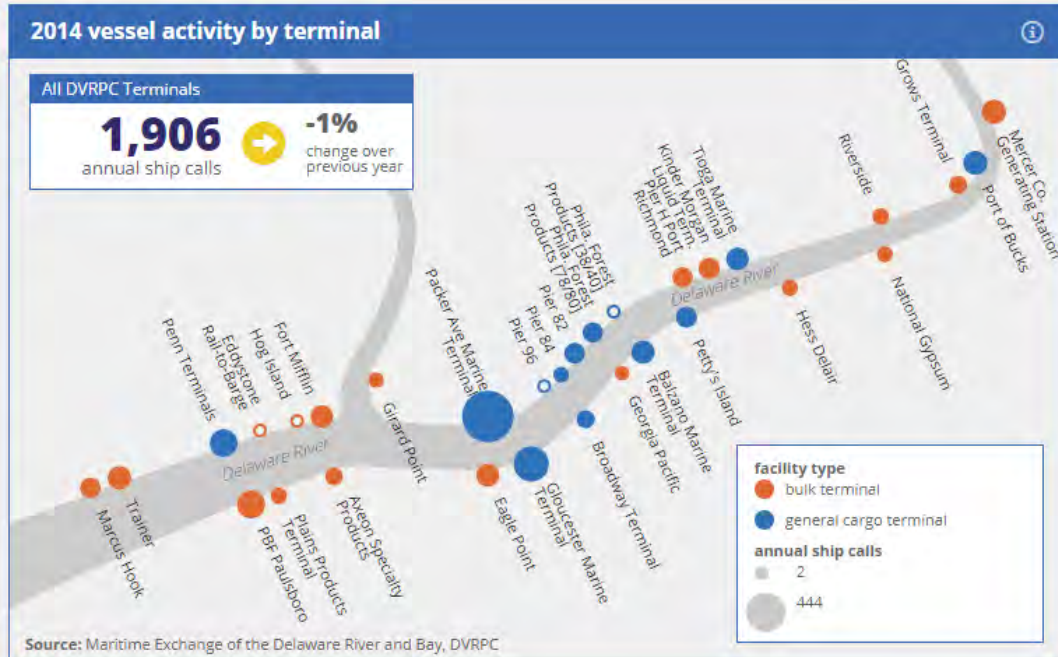 2014 vessel activity by terminal
All DVRPC Terminals
1,906
annual ship calls
-1%
change over
previous year
Grows Terminal
Mercer Co.
Generating Station
Port of Bucks
Riverside
National Gypsum
Hess Delair
Tioga Marine
Terminal
Kinder Morgan
Liquid Term.
Pier H Port
Richmond
Delaware River
Petty's Island
Phila. Forest
Products [38/40]
Phila. Forest
Products [78/80]
Pier 82
Pier 84
Pier 96
Balzano Marine
Terminal
Georgia Pacific
Broadway Terminal
Packer Ave Marine
Terminal
Gloucester Marine
Terminal
Eagle Point
Girard Point
Fort Mifflin
Hog Island
Eddystone
Rail-to-Barge
Penn Terminals
Delaware River
Axeon Specialty
Products
Plains Products
Terminal
PBF Paulsboro
Trainer
Marcus Hook
facility type
bulk terminal
general cargo terminal
annual ship calls
2
444
Source: Maritime Exchange of the Delaware River and Bay, DVRPC